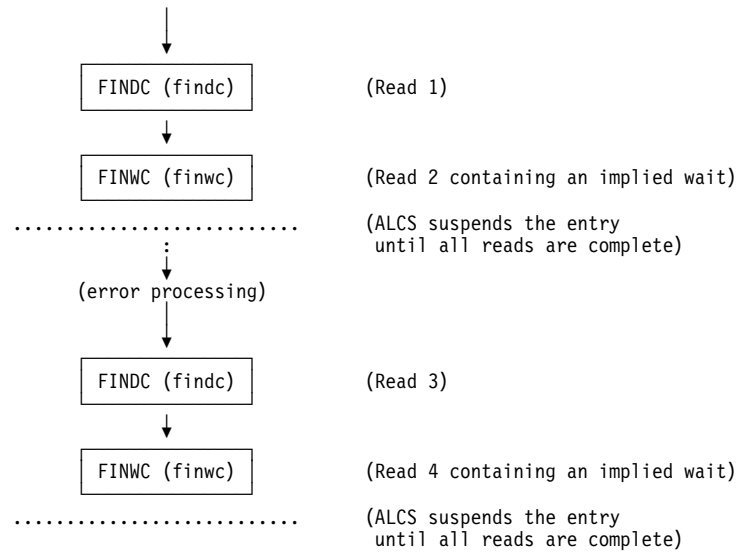 FINDC (findc) (Read 1)
FINWC (finwc) (Read 2 containing an implied wait)
........................... (ALCS suspends the entry
: until all reads are complete)
(error processing)
FINDC (findc) (Read 3)
FINWC (finwc) (Read 4 containing an implied wait)
........................... (ALCS suspends the entry
until all reads are complete)